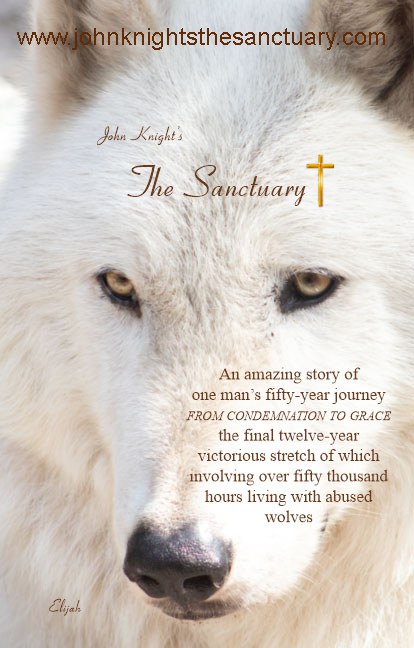 www.johnknightsthesanctuary.com
John Knight's
The Sanctuary
An amazing story of
one man's fifty-year journey
FROM CONDEMNATION TO GRACE
the final twelve-year
victorious stretch of which
involving over fifty thousand
hours living with abused
wolves
Elijah